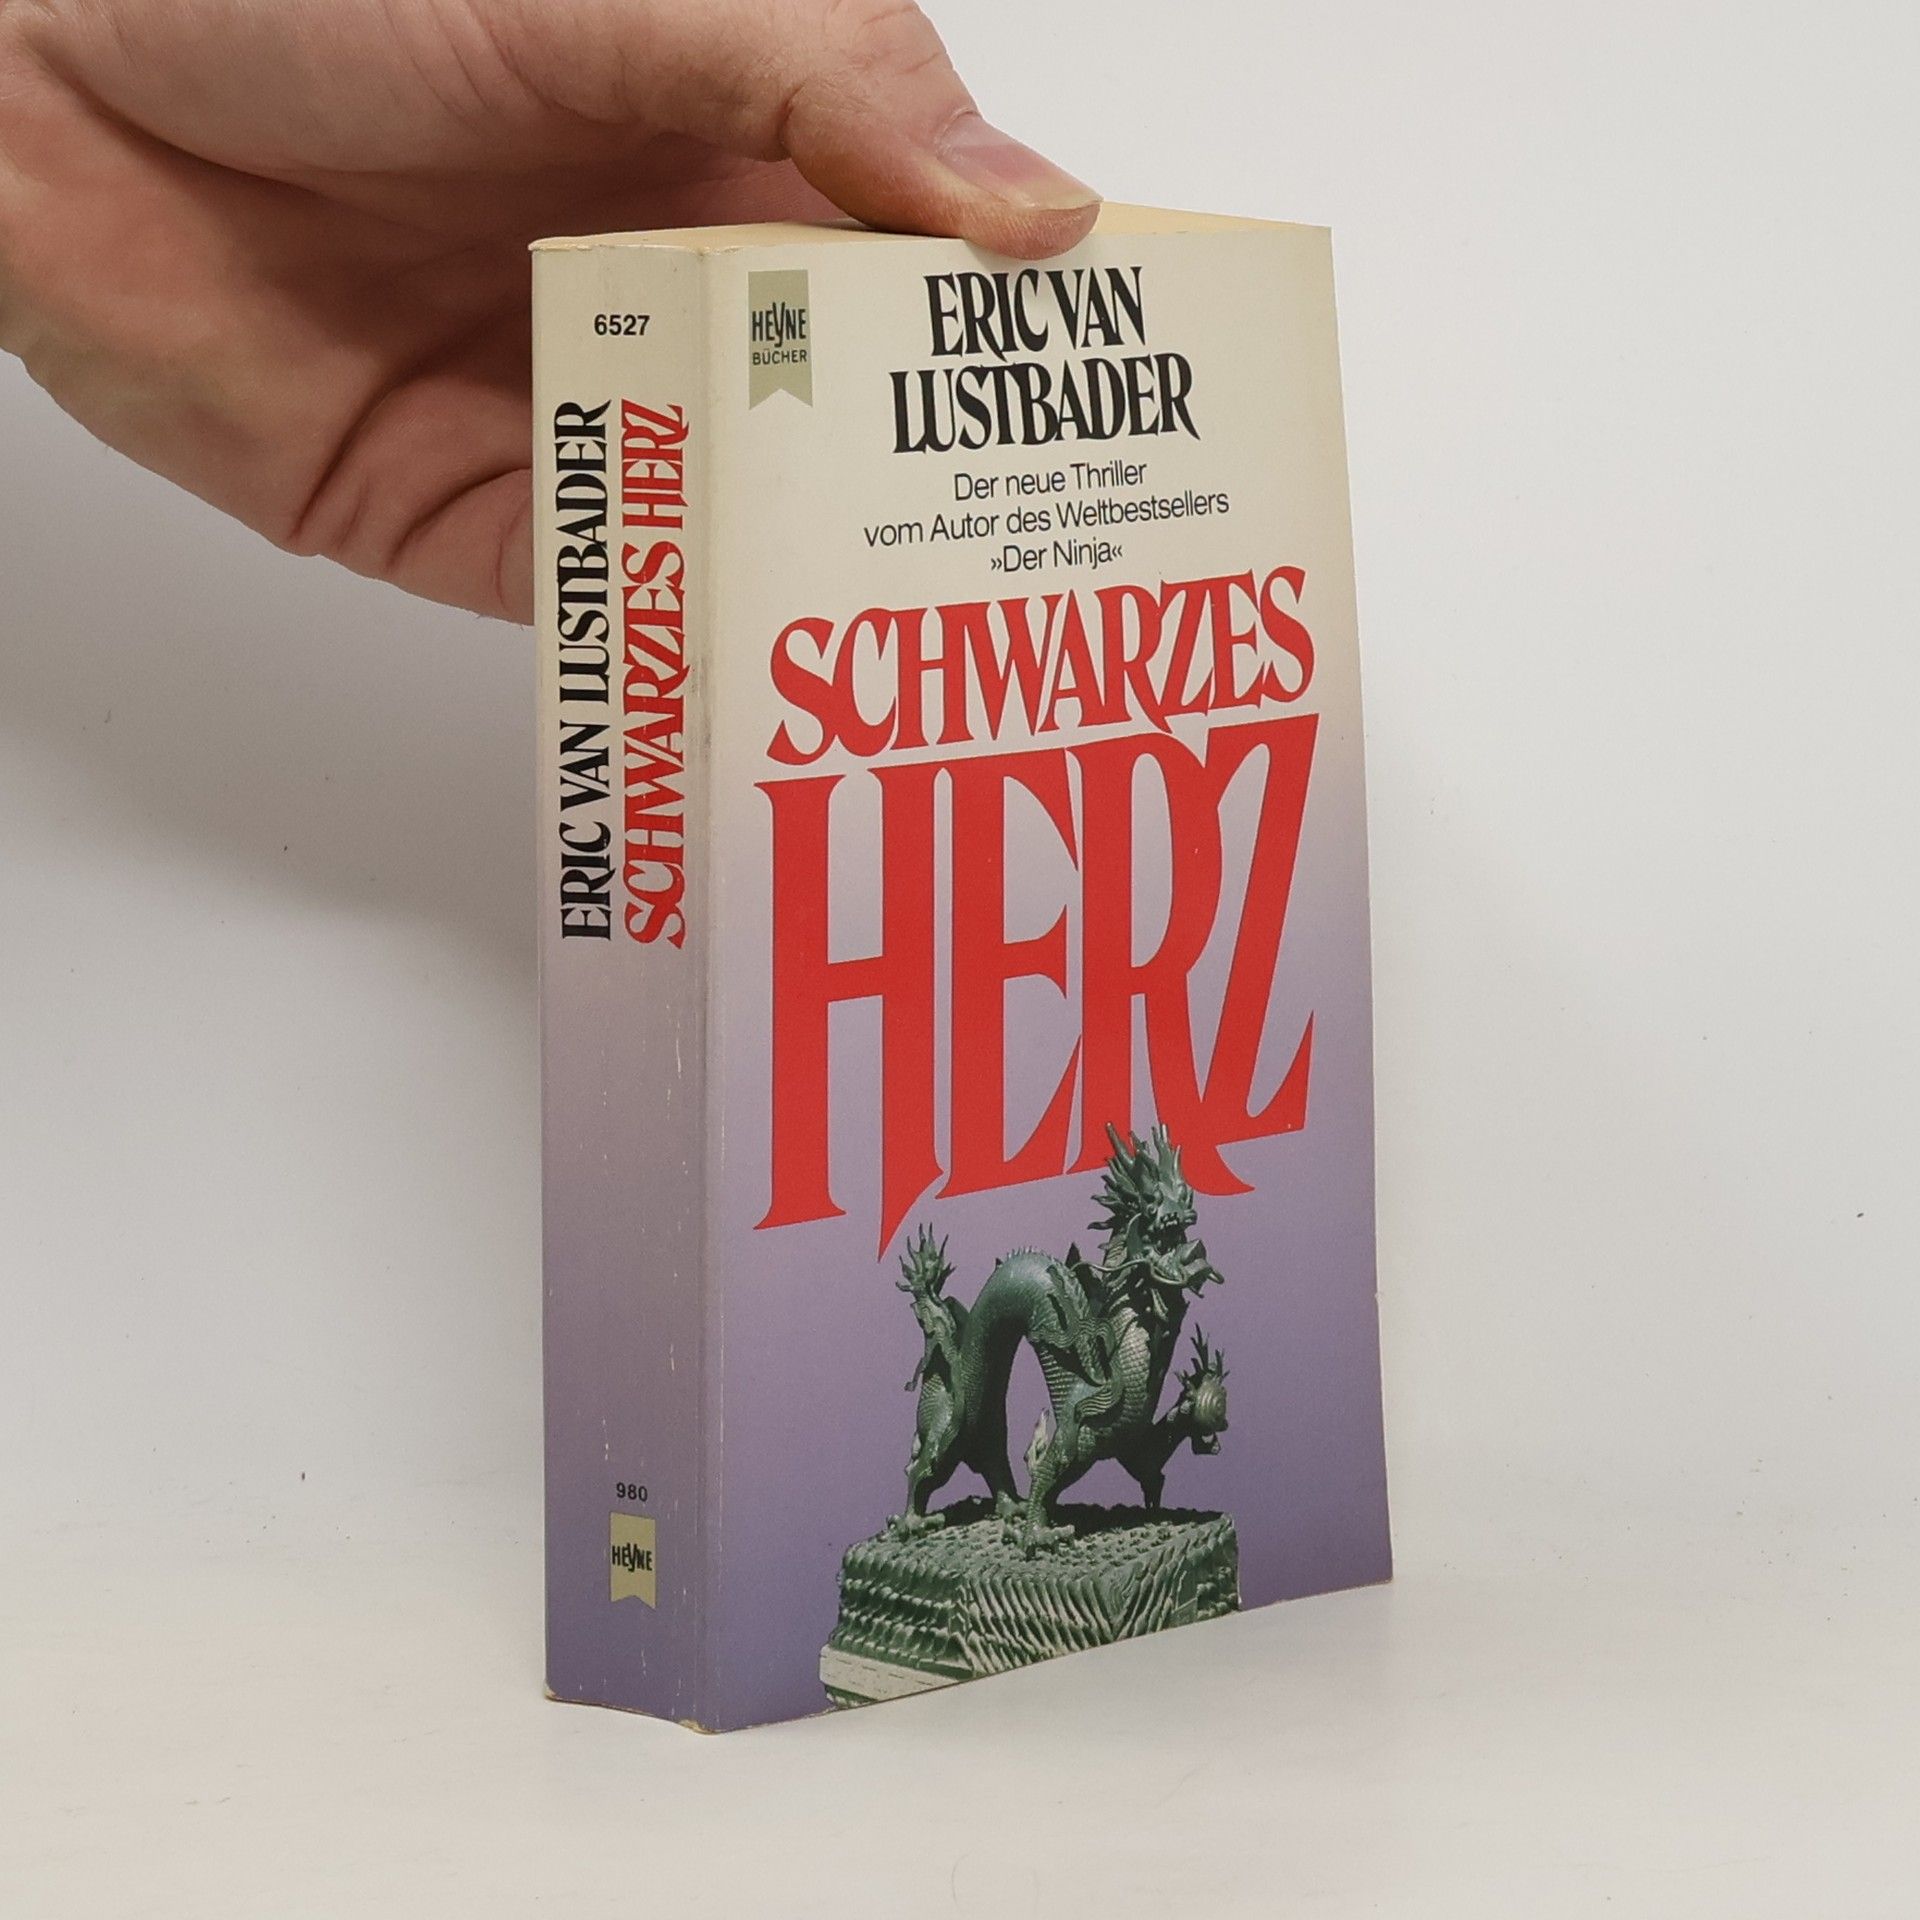 6527
ERIC VAN LUSTBADER
SCHWARZES HERZ
980
HEYNE
HEYNE
BÜCHER
ERIC VAN
LUSTBADER
Der neue Thriller
vom Autor des Weltbestsellers
»Der Ninja«
SCHWARZES
HERZ